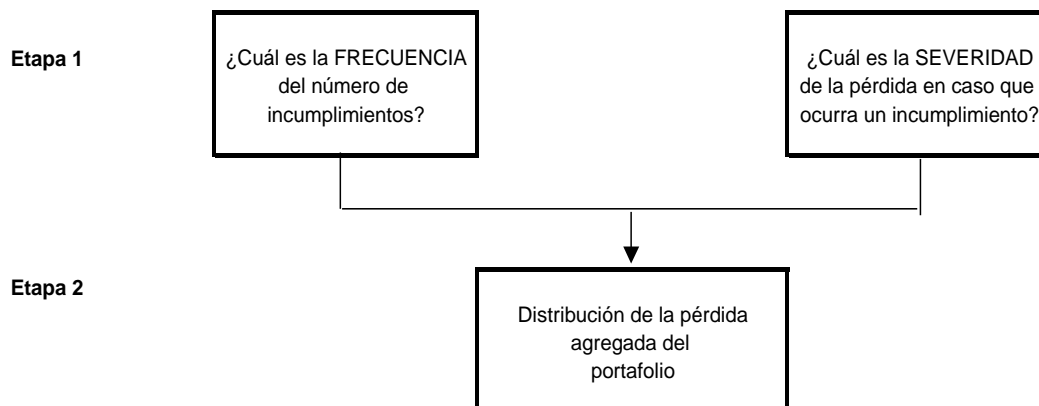 Etapa 1
¿Cuál es la FRECUENCIA
del número de
incumplimientos?
¿Cuál es la SEVERIDAD
de la pérdida en caso que
ocurra un incumplimiento?
Etapa 2
Distribución de la pérdida
agregada del
portafolio